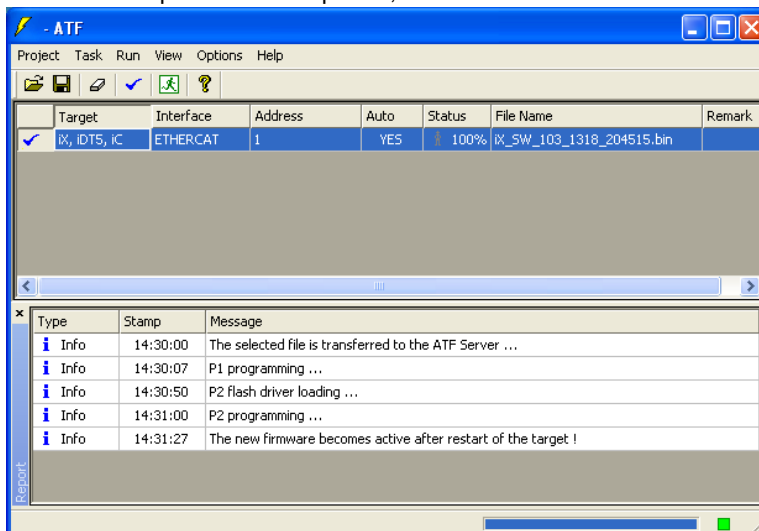 - ATF
Project Task Run View Options Help
Target Interface Address Auto Status File Name Remark
iX, iDT5, iC ETHERCAT 1 YES 100% iX_SW_103_1318_204515.bin
Type Stamp Message
Info 14:30:00 The selected file is transferred to the ATF Server ...
Info 14:30:07 P1 programming ...
Info 14:30:50 P2 flash driver loading ...
Info 14:31:00 P2 programming ...
Info 14:31:27 The new firmware becomes active after restart of the target !
Report